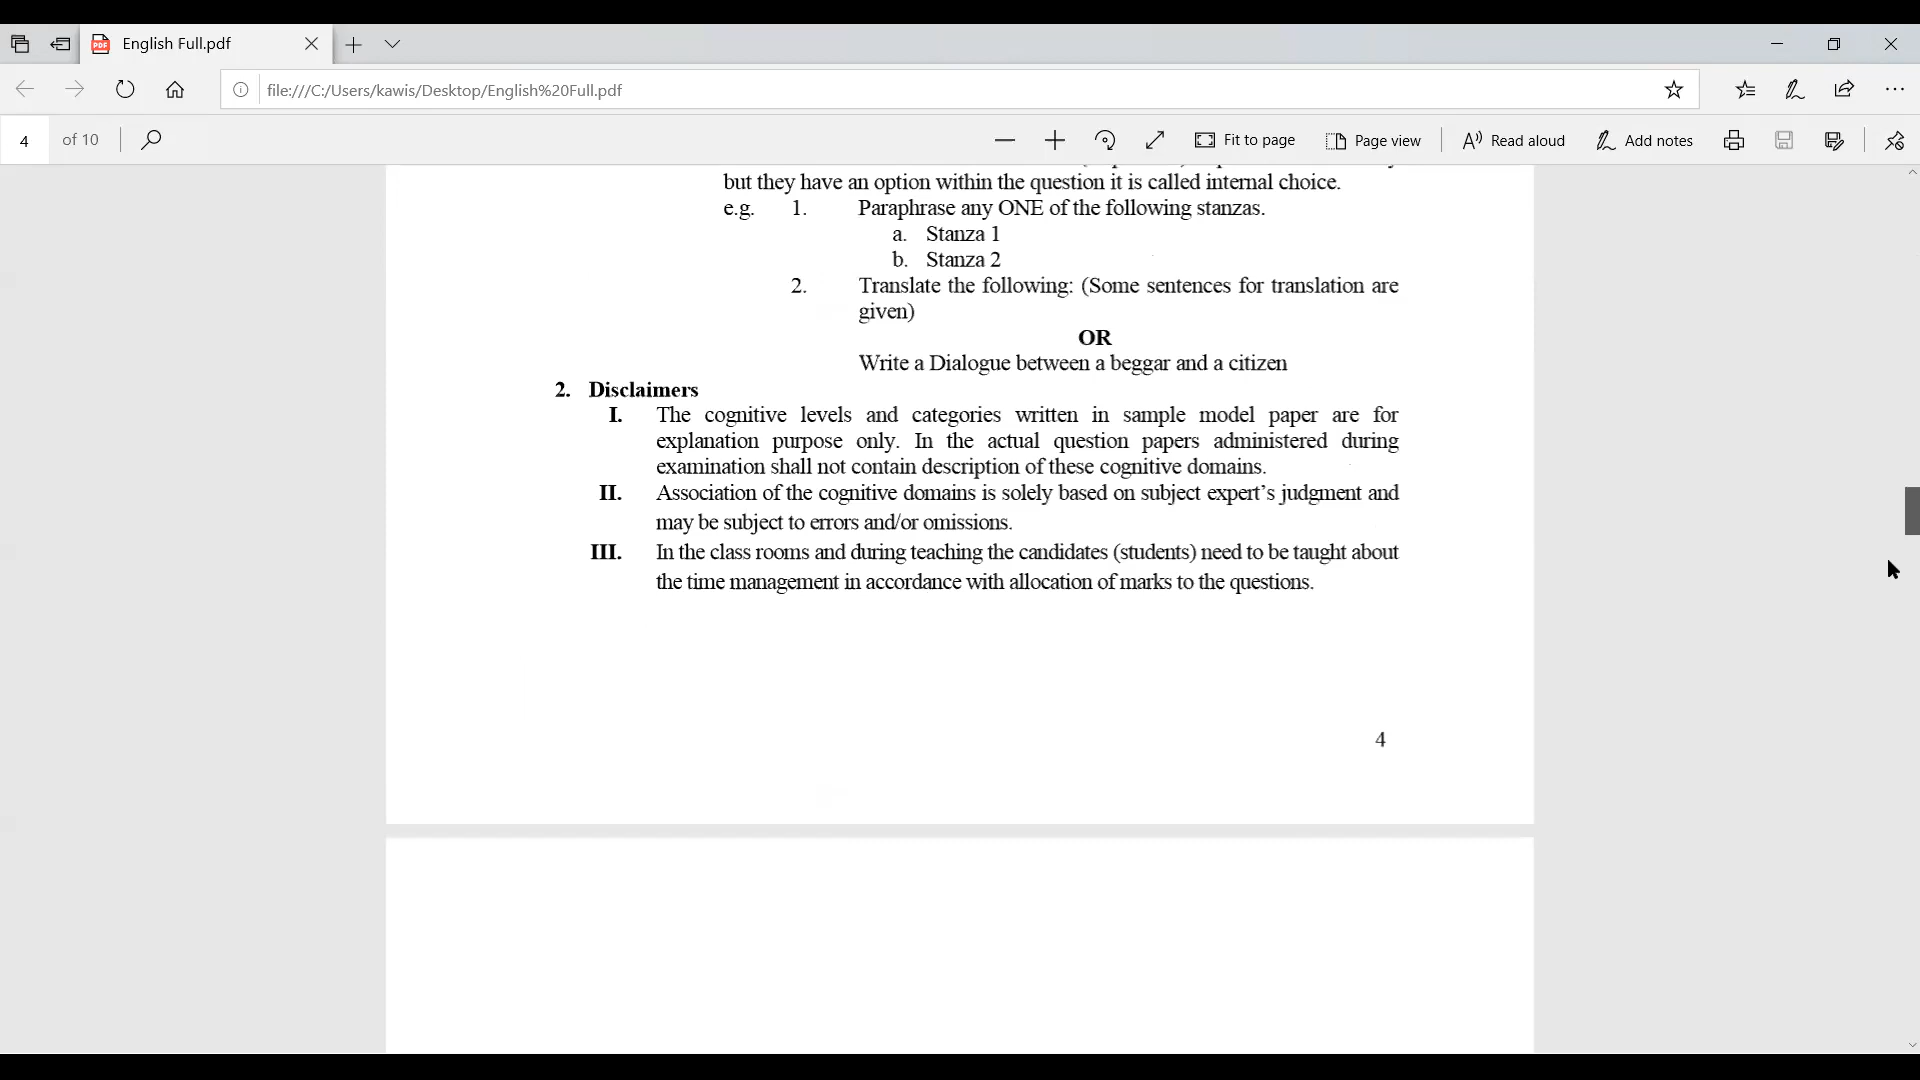 English Full.pdf
file:///C:/Users/kawis/Desktop/English%20Full.pdf
4 of 10
Fit to page
Page view
Read aloud
Add notes
but they have an option within the question it is called internal choice.
e.g. 1. Paraphrase any ONE of the following stanzas.
a. Stanza 1
b. Stanza 2
2. Translate the following: (Some sentences for translation are
given)
OR
Write a Dialogue between a beggar and a citizen
2. Disclaimers
I. The cognitive levels and categories written in sample model paper are for
explanation purpose only. In the actual question papers administered during
examination shall not contain description of these cognitive domains.
II. Association of the cognitive domains is solely based on subject expert's judgment and
may be subject to errors and/or omissions.
III. In the class rooms and during teaching the candidates (students) need to be taught about
the time management in accordance with allocation of marks to the questions.
4